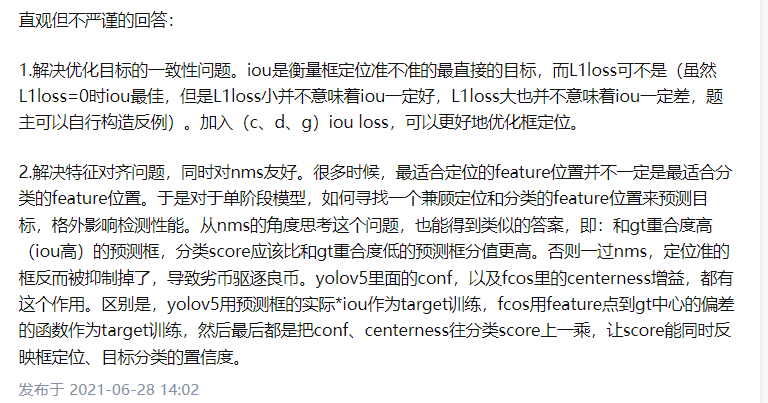 直观但不严谨的回答：
1.解决优化目标的一致性问题。iou是衡量框定位准不准的最直接的目标，而L1loss可不是（虽然
L1loss=0时iou最佳，但是L1loss小并不意味着iou一定好，L1loss大也并不意味着iou一定差，题
主可以自行构造反例）。加入（c、d、g）iou loss，可以更好地优化框定位。
2.解决特征对齐问题，同时对nms友好。很多时候，最适合定位的feature位置并不一定是最适合分
类的feature位置。于是对于单阶段模型，如何寻找一个兼顾定位和分类的feature位置来预测目
标，格外影响检测性能。从nms的角度思考这个问题，也能得到类似的答案，即：和gt重合度高
（iou高）的预测框，分类score应该比和gt重合度低的预测框分值更高。否则一过nms，定位准的
框反而被抑制掉了，导致劣币驱逐良币。yolov5里面的conf，以及fcos里的centerness增益，都有
这个作用。区别是，yolov5用预测框的实际*iou作为target训练，fcos用feature点到gt中心的偏差
的函数作为target训练，然后最后都是把conf、centerness往分类score上一乘，让score能同时反
映框定位、目标分类的置信度。
发布于 2021-06-28 14:02